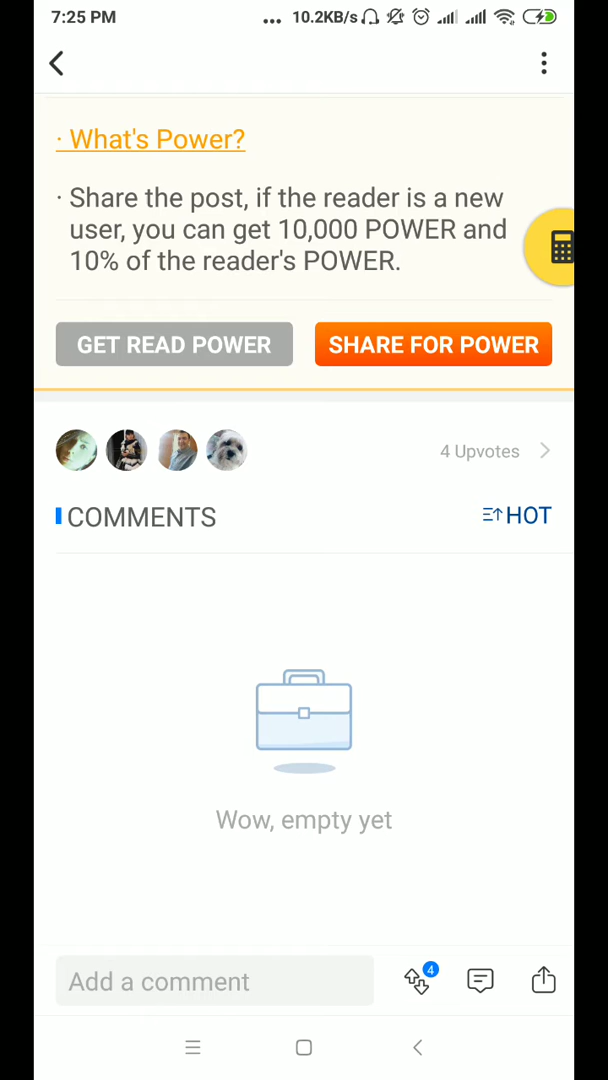 7:25 PM ... 10.2KB/s
· What's Power?
· Share the post, if the reader is a new
user, you can get 10,000 POWER and
10% of the reader's POWER.
GET READ POWER SHARE FOR POWER
4 Upvotes
COMMENTS HOT
Wow, empty yet
Add a comment 4